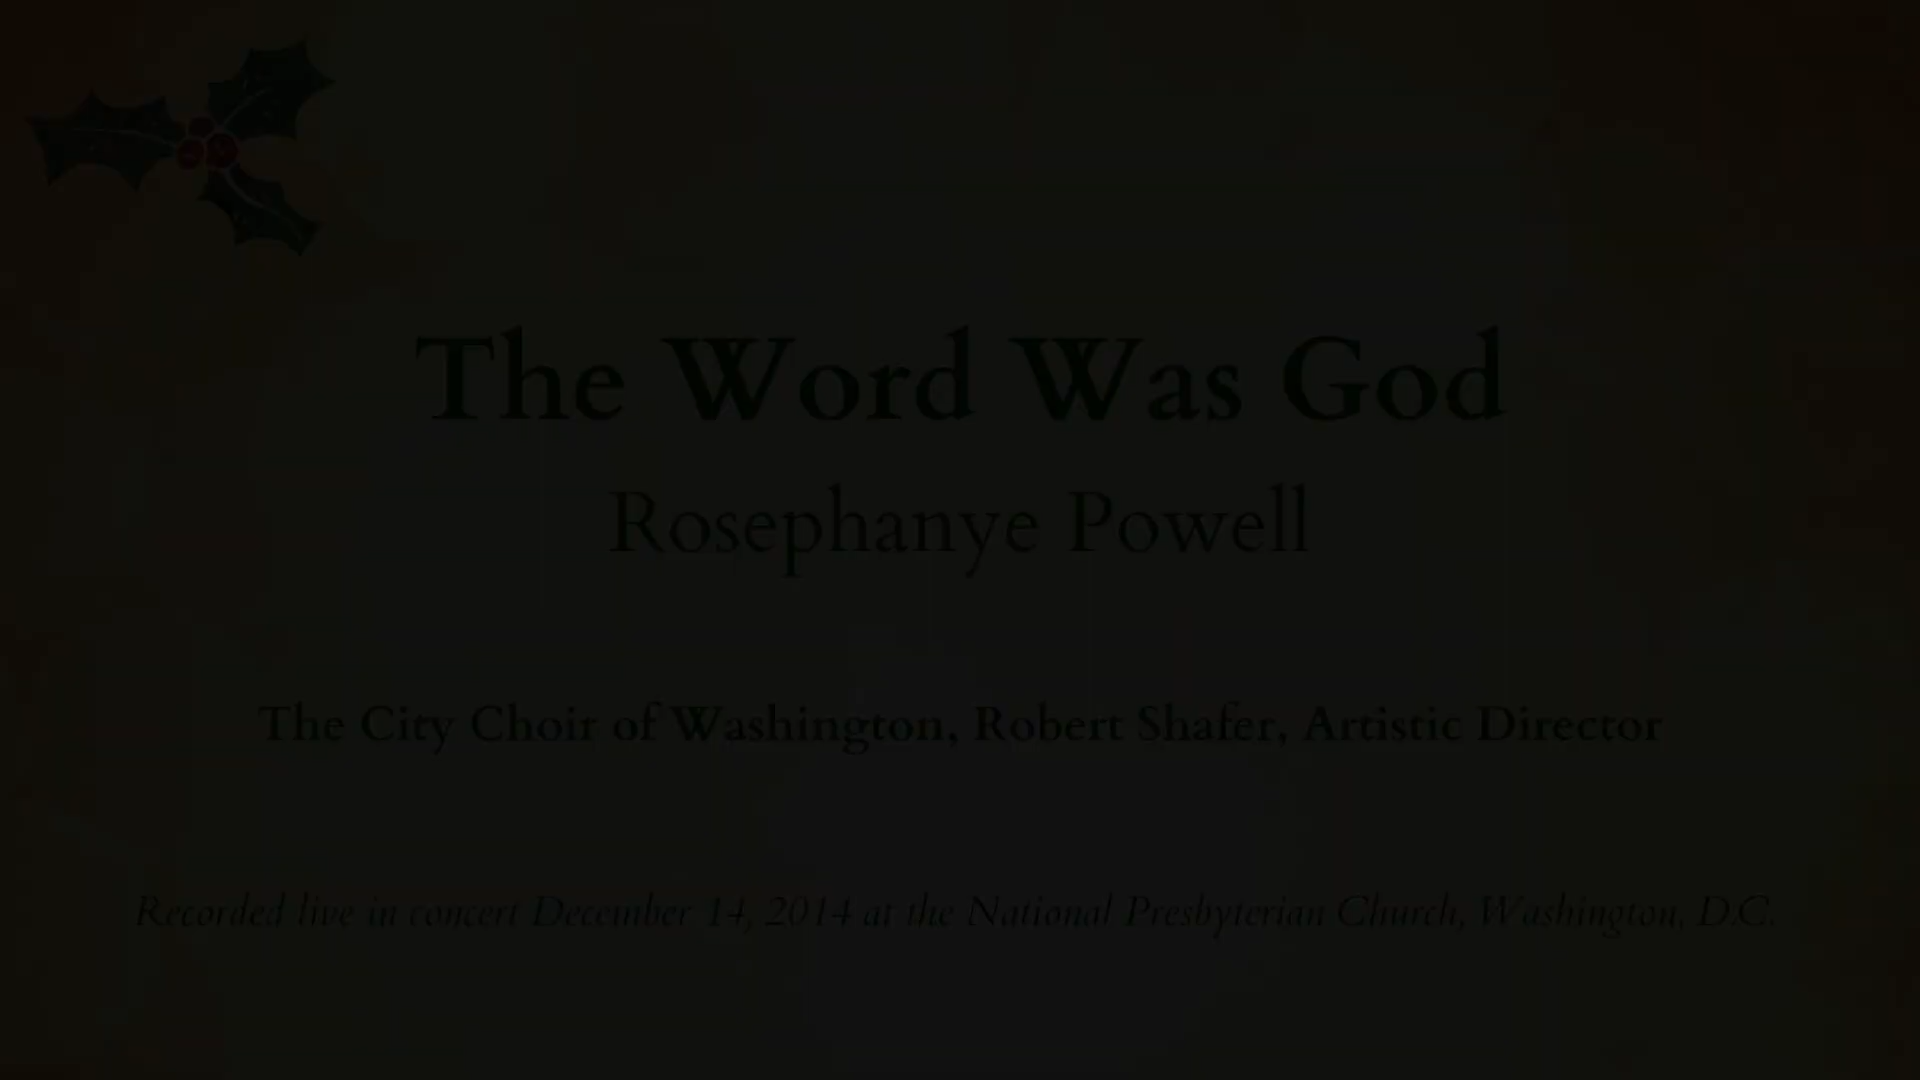 The Word Was God
Rosephanye Powell
The City Choir of Washington, Robert Shafer, Artistic Director
Recorded live in concert December 14, 2014 at the National Presbyterian Church, Washington, D.C.